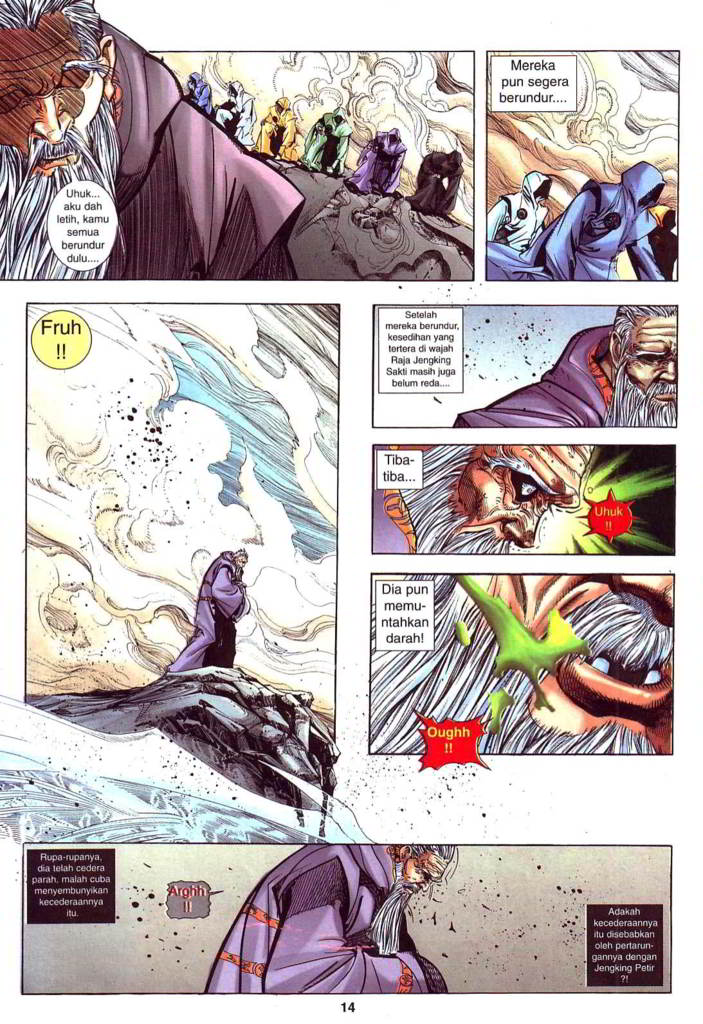 Uhuk...
aku dah
letih, kamu
semua
berundur
dulu....
Mereka
pun segera
berundur....
Fruh
!!
Setelah
mereka berundur,
kesedihan yang
tertera di wajah
Raja Jengking
Sakti masih juga
belum reda....
Tiba-
tiba...
Uhuk
!!
Dia pun
memu-
ntahkan
darah!
Oughh
!!
Rupa-rupanya,
dia telah cedera
parah, malah cuba
menyembunyikan
kecederaannya
itu.
Arghh
!!
Adakah
kecederaannya
itu disebabkan
oleh pertarun-
gannya dengan
Jengking Petir
?!
14